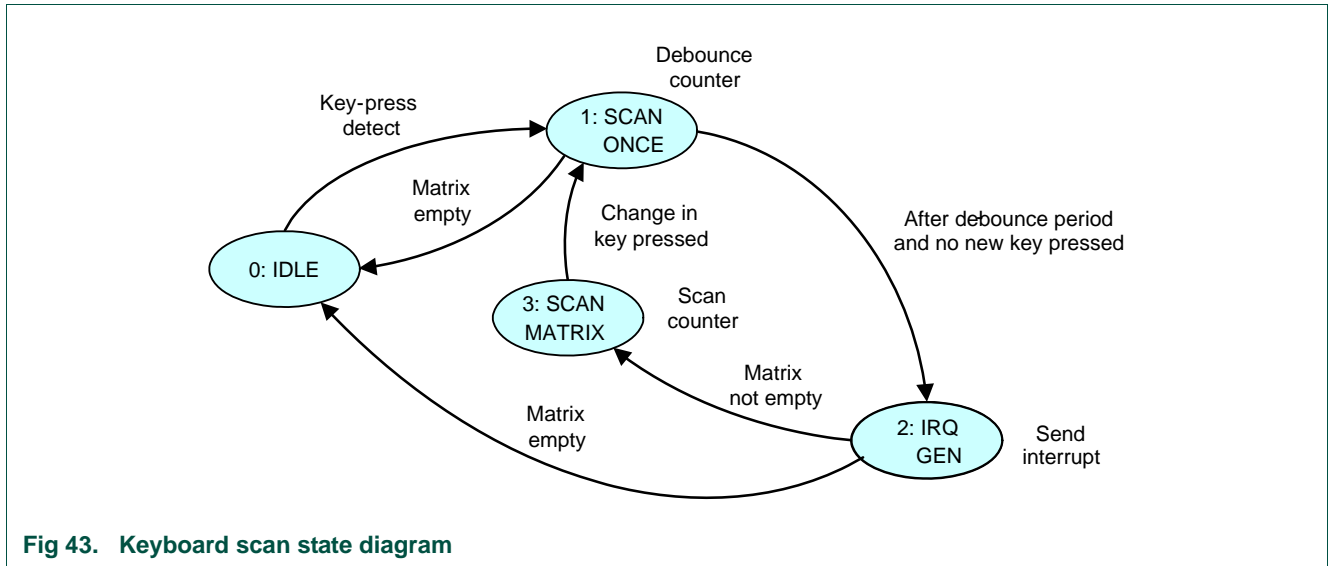 Debounce
counter
Key-press
detect
1: SCAN
ONCE
Matrix
empty
Change in
key pressed
After debounce period
and no new key pressed
0: IDLE
3: SCAN
MATRIX
Scan
counter
Matrix
not empty
Matrix
empty
2: IRQ
GEN
Send
interrupt
Fig 43. Keyboard scan state diagram